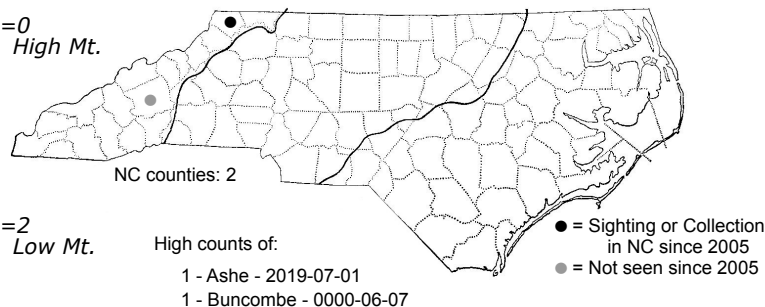 =0
High Mt.
NC counties: 2
=2
Low Mt.
High counts of:
1 - Ashe - 2019-07-01
1 - Buncombe - 0000-06-07
● = Sighting or Collection
in NC since 2005
● = Not seen since 2005